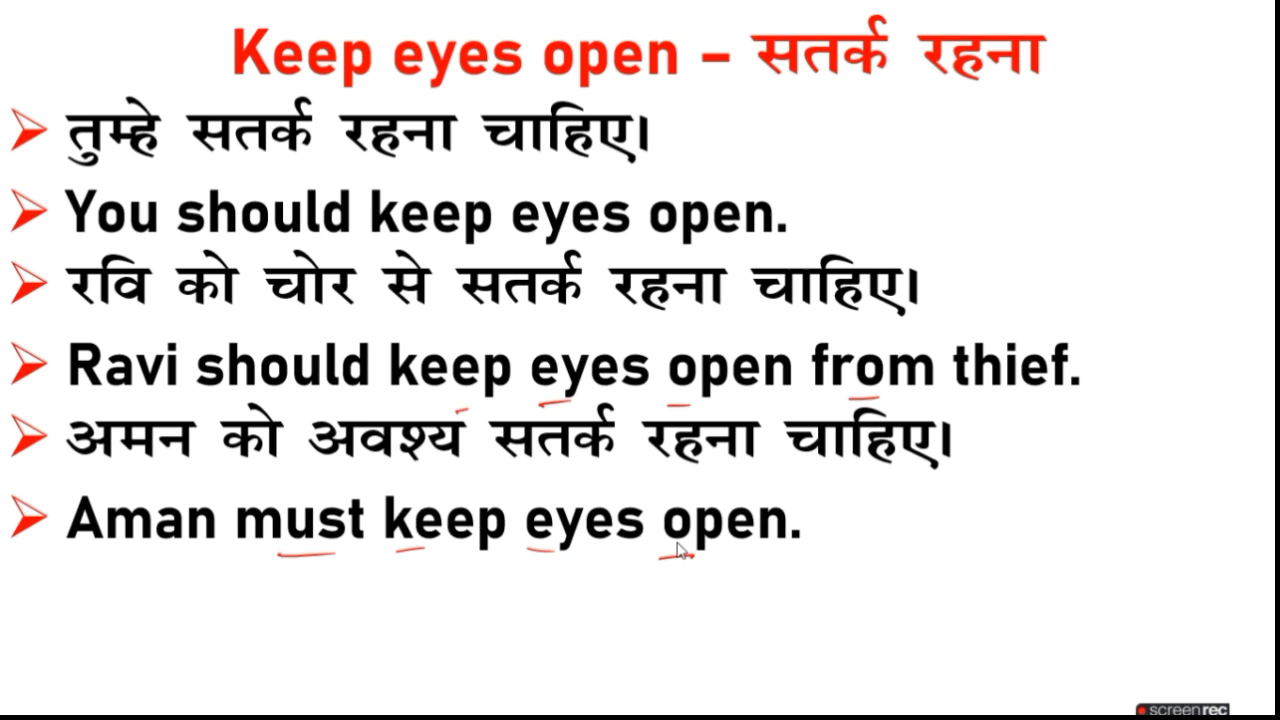 Keep eyes open – सतर्क रहना
तुम्हे सतर्क रहना चाहिए।
You should keep eyes open.
रवि को चोर से सतर्क रहना चाहिए।
Ravi should keep eyes open from thief.
अमन को अवश्य सतर्क रहना चाहिए।
Aman must keep eyes open.
screenrec